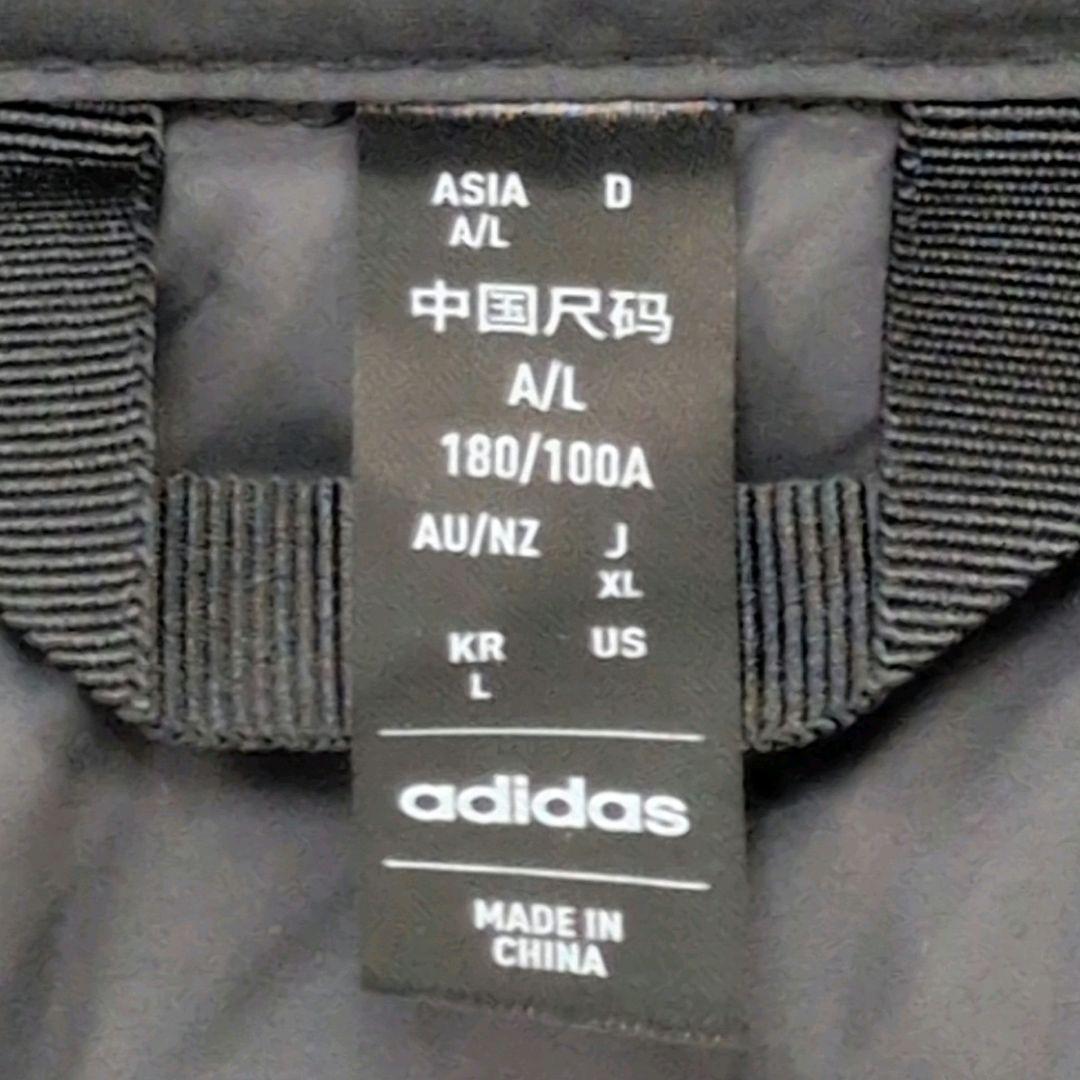 ASIA D
A/L
中国尺码
A/L
180/100A
AU/NZ J
XL
KR US
L
adidas
MADE IN
CHINA